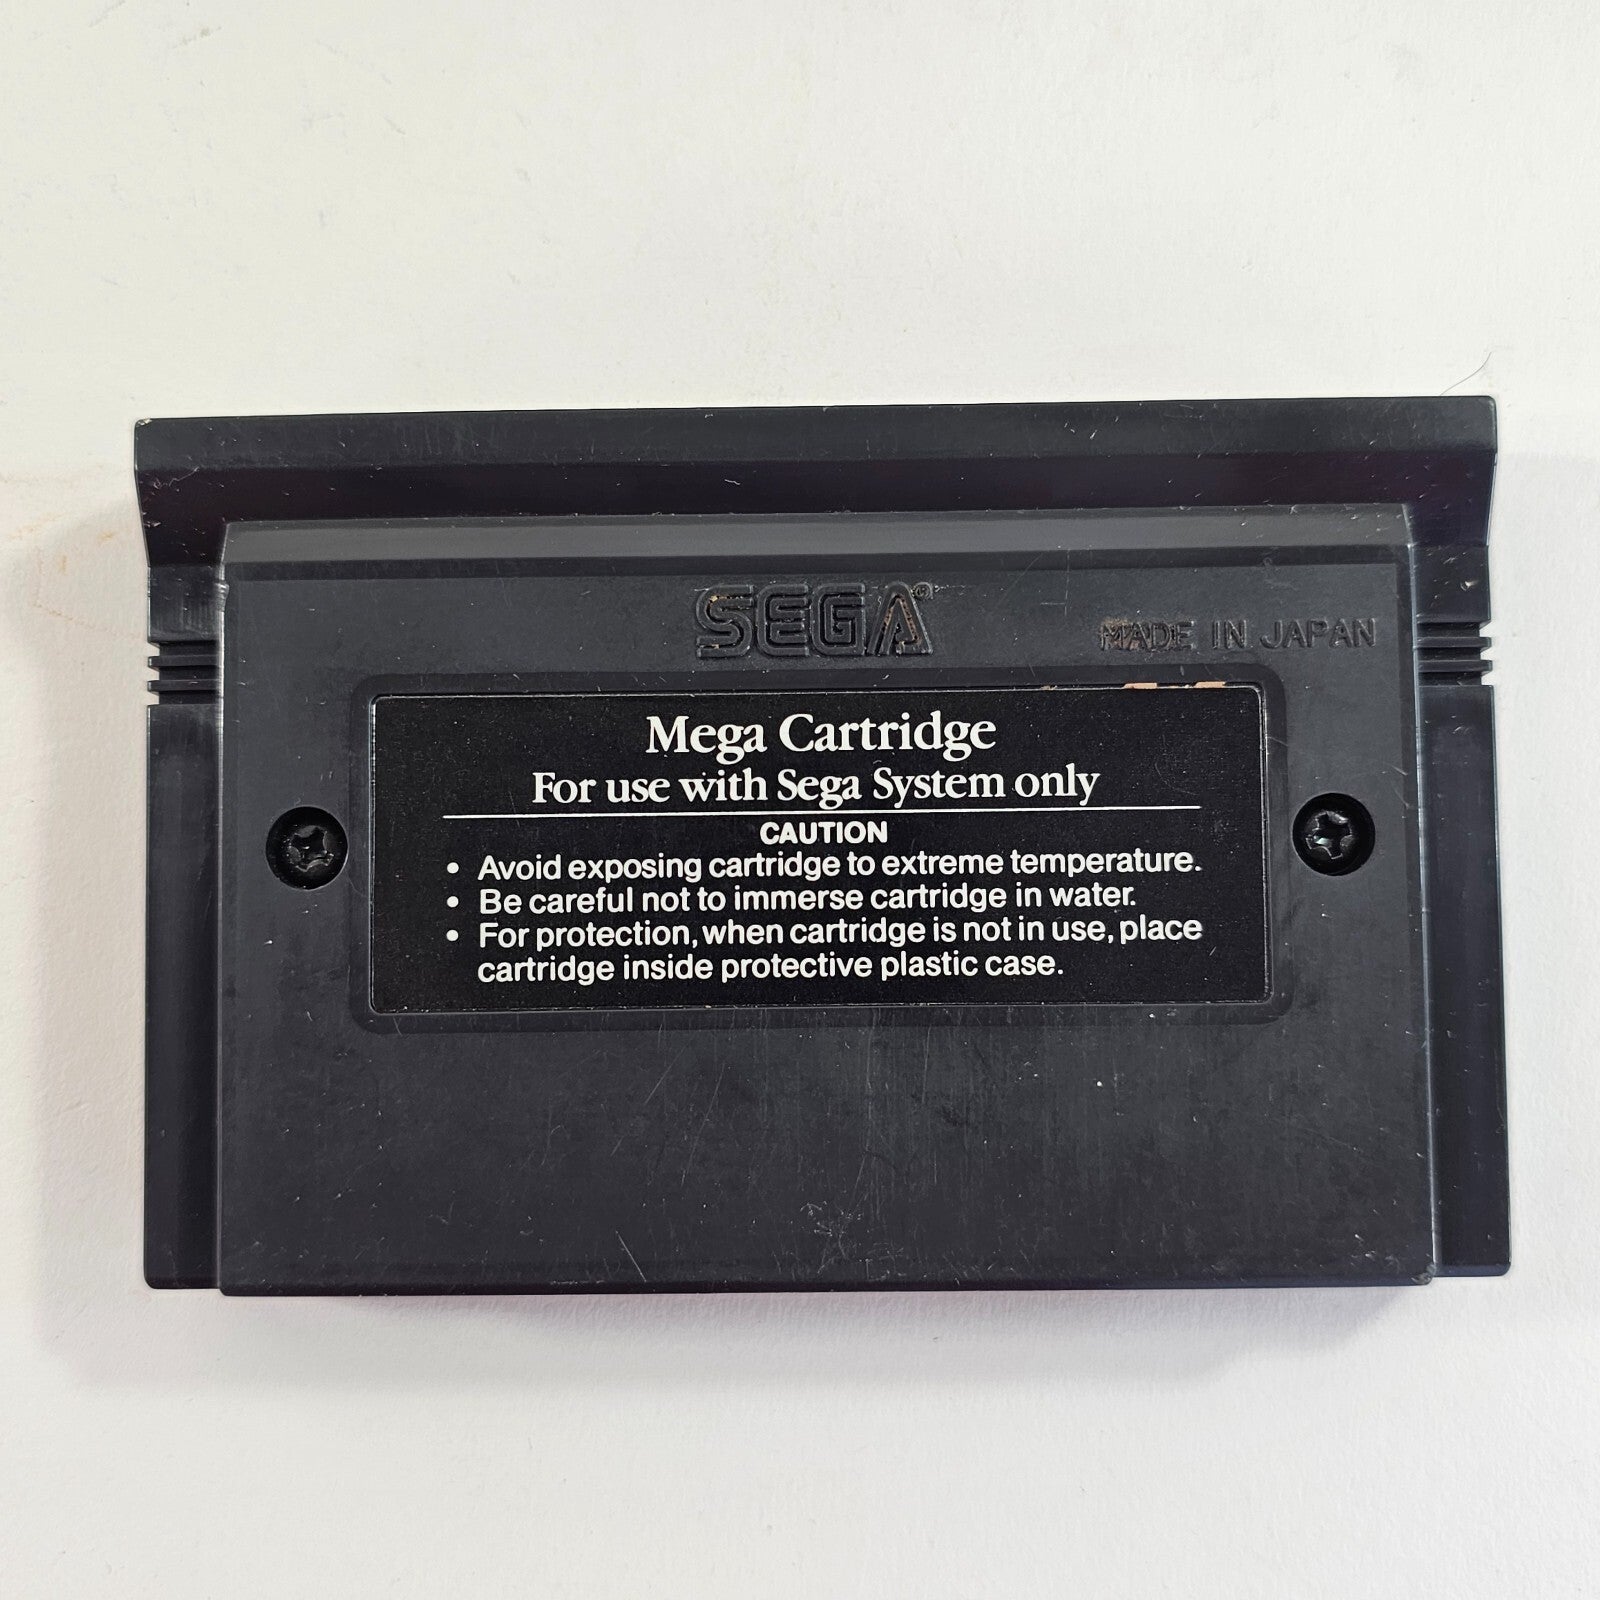 SEGA®
MADE IN JAPAN
Mega Cartridge
For use with Sega System only
CAUTION
• Avoid exposing cartridge to extreme temperature.
• Be careful not to immerse cartridge in water.
• For protection, when cartridge is not in use, place
cartridge inside protective plastic case.